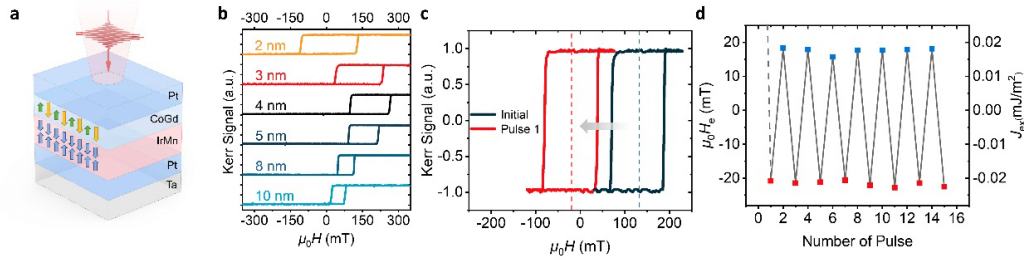 a
Pt
CoGd
IrMn
Pt
Ta
b
-300 -150 0 150 300
2 nm
3 nm
4 nm
5 nm
8 nm
10 nm
Kerr Signal (a.u.)
-300 -150 0 150 300
μ0H (mT)
c
Kerr Signal (a.u.)
1.0
0.5
0.0
-0.5
-1.0
Initial
Pulse 1
-200 -100 0 100 200
μ0H (mT)
d
μ0He (mT)
20
10
0
-10
-20
0 2 4 6 8 10 12 14 16
Number of Pulse
0.02
0.01
0.00
-0.01
-0.02
Jex(mJ/m²)